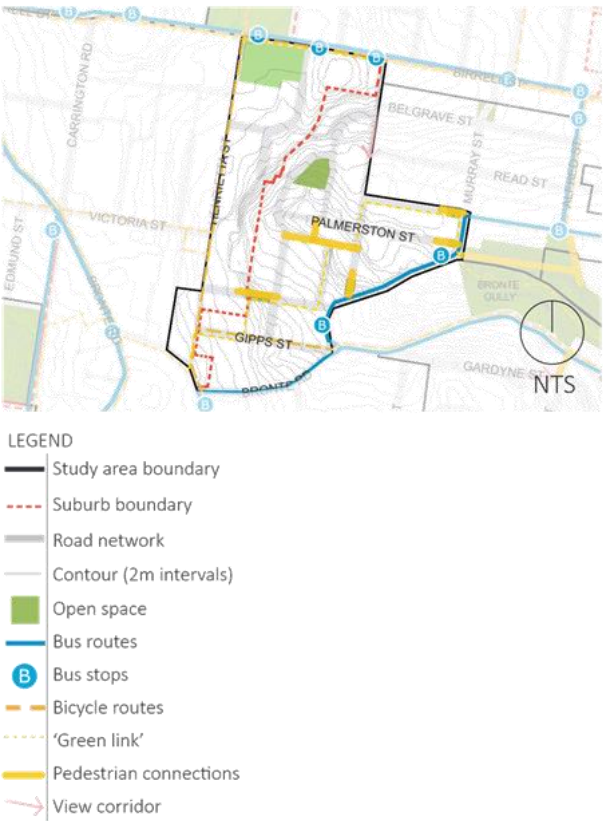 B
B
B
B
BIRRELL ST
B
B
CARRINGTON RD
BELGRAVE ST
MURRAY ST
READ ST
HENRIETTA ST
VICTORIA ST
PALMERSTON ST
EDMUND ST
B
B
B
BRONTE RD
BRONTE
GULLY
B
B
GIPPS ST
GARDYNE ST
BRONTE RD
B
NTS
LEGEND
Study area boundary
Suburb boundary
Road network
Contour (2m intervals)
Open space
Bus routes
B Bus stops
Bicycle routes
‘Green link’
Pedestrian connections
View corridor